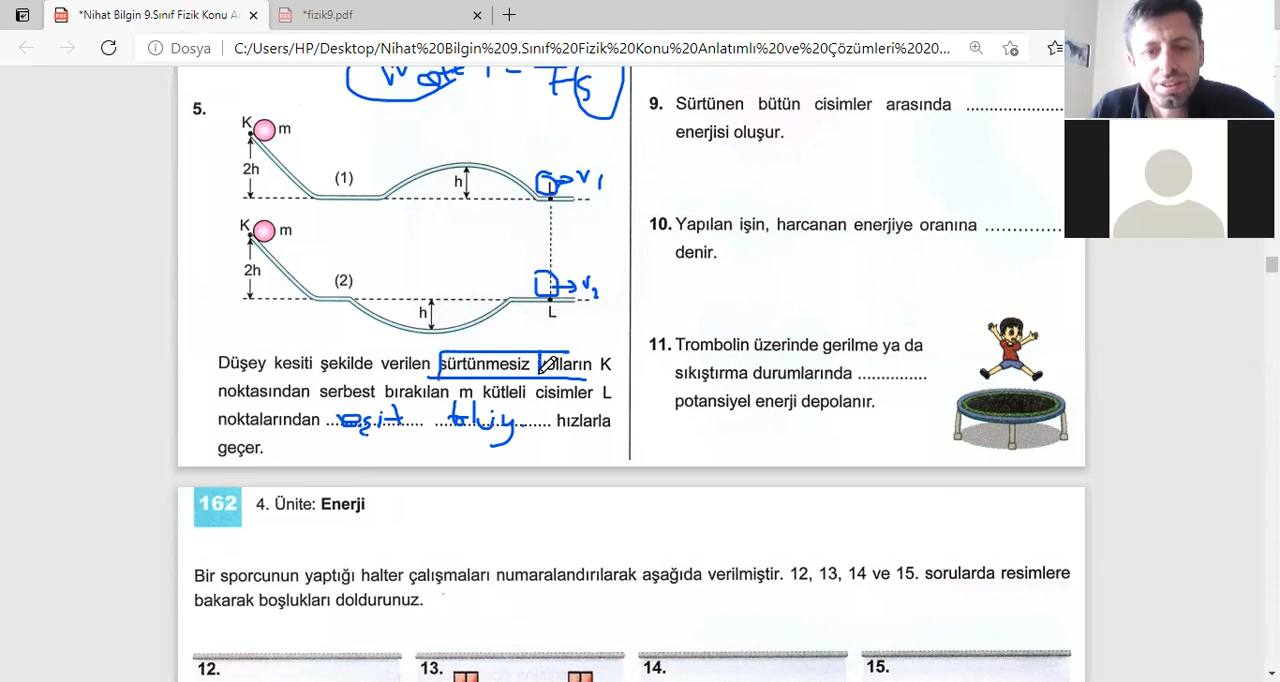 *Nihat Bilgin 9.Sınıf Fizik Konu A
*fizik9.pdf
Dosya
C:/Users/HP/Desktop/Nihat%20Bilgin%209.Sınıf%20Fizik%20Konu%20Anlatımlı%20ve%20Çözümleri%2020...
5.
K m
2h
(1)
h
L
v1
K m
2h
(2)
h
v2
L
Düşey kesiti şekilde verilen sürtünmesiz yolların K
noktasından serbest bırakılan m kütleli cisimler L
noktalarından ........ eşit ........ hızlarla
geçer.
9. Sürtünen bütün cisimler arasında ....................
enerjisi oluşur.
10. Yapılan işin, harcanan enerjiye oranına ..............
denir.
11. Trombolin üzerinde gerilme ya da
sıkıştırma durumlarında ..............
potansiyel enerji depolanır.
162 4. Ünite: Enerji
Bir sporcunun yaptığı halter çalışmaları numaralandırılarak aşağıda verilmiştir. 12, 13, 14 ve 15. sorularda resimlere
bakarak boşlukları doldurunuz.
12. 13. 14. 15.